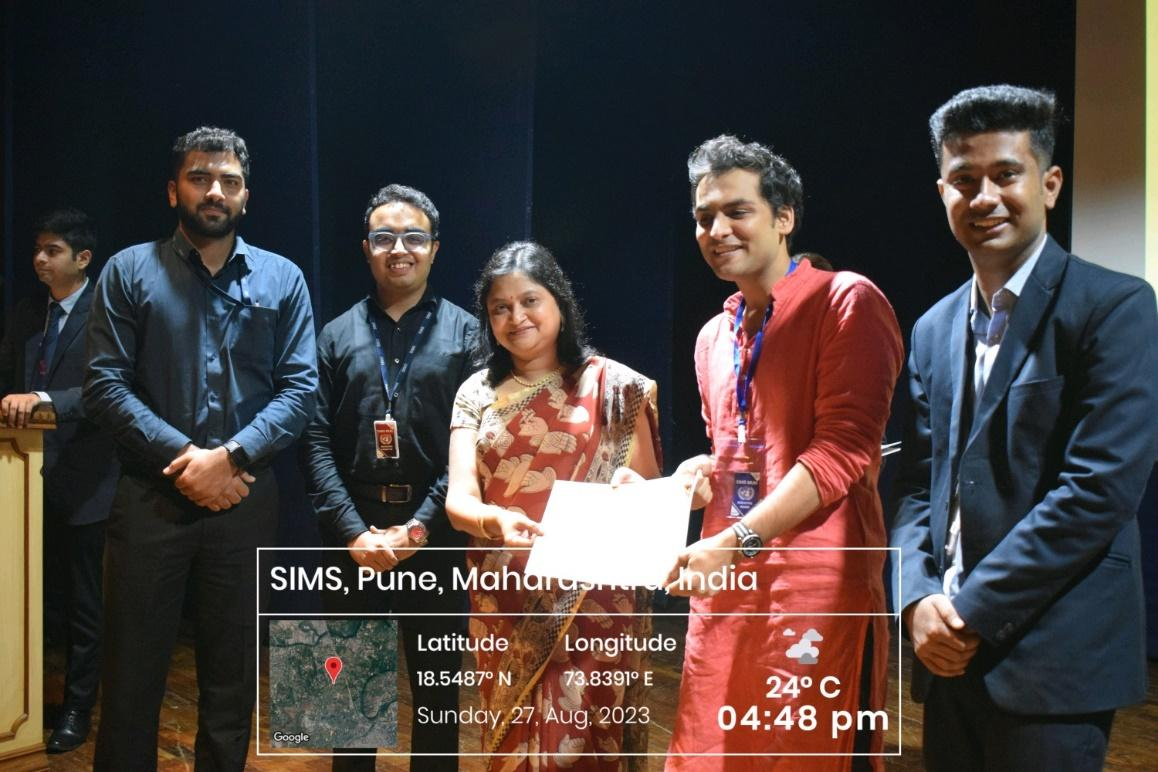 SIMS, Pune, Maharashtra, India
Latitude Longitude
18.5487° N 73.8391° E
Sunday, 27, Aug, 2023
24° C
04:48 pm
Google